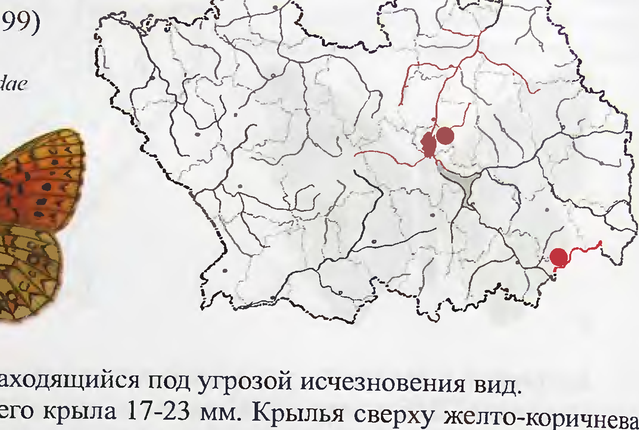 99)
dae
аходящийся под угрозой исчезновения вид.
его крыла 17-23 мм. Крылья сверху желто-коричнева